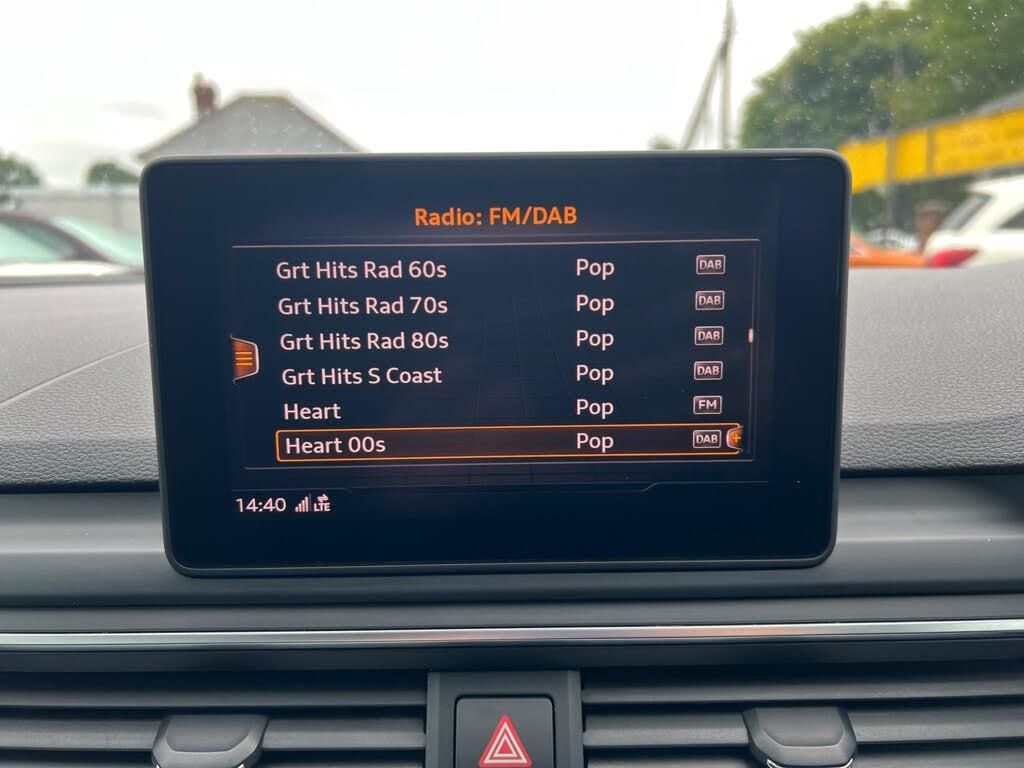 Radio: FM/DAB
Grt Hits Rad 60s Pop DAB
Grt Hits Rad 70s Pop DAB
Grt Hits Rad 80s Pop DAB
Grt Hits S Coast Pop DAB
Heart Pop FM
Heart 00s Pop DAB
14:40 LTE